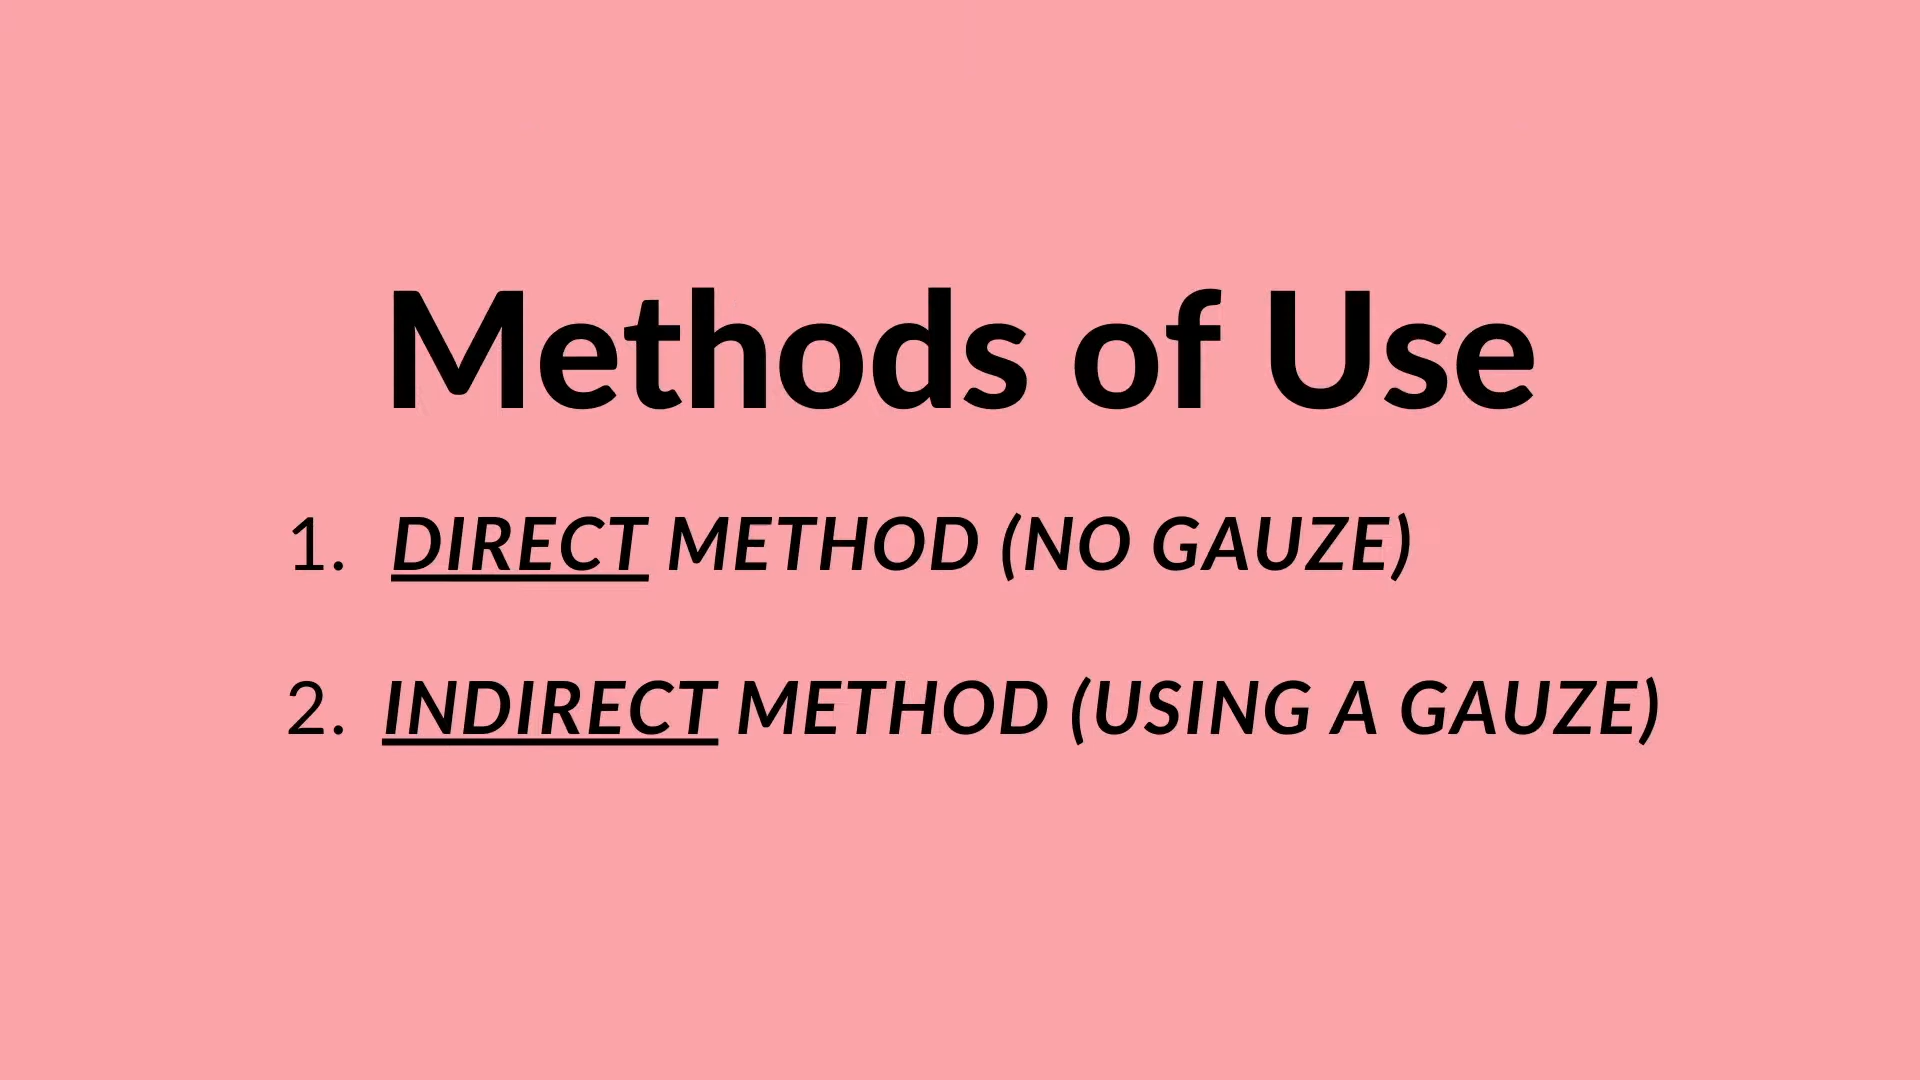 Methods of Use
1. DIRECT METHOD (NO GAUZE)
2. INDIRECT METHOD (USING A GAUZE)